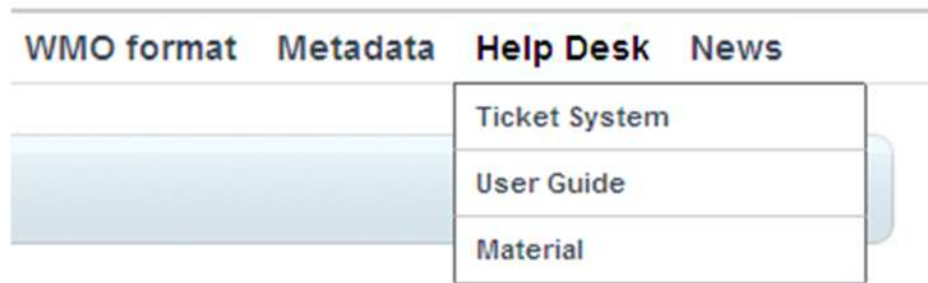 WMO format Metadata Help Desk News
Ticket System
User Guide
Material